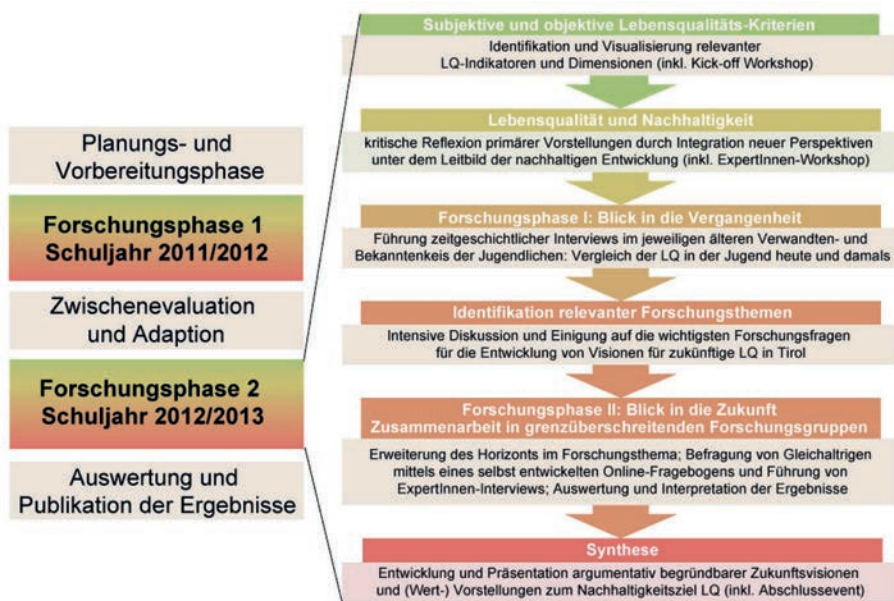 Planungs- und
Vorbereitungsphase
Forschungsphase 1
Schuljahr 2011/2012
Zwischenevaluation
und Adaption
Forschungsphase 2
Schuljahr 2012/2013
Auswertung und
Publikation der Ergebnisse
Subjektive und objektive Lebensqualitäts-Kriterien
Identifikation und Visualisierung relevanter
LQ-Indikatoren und Dimensionen (inkl. Kick-off Workshop)
Lebensqualität und Nachhaltigkeit
kritische Reflexion primärer Vorstellungen durch Integration neuer Perspektiven
unter dem Leitbild der nachhaltigen Entwicklung (inkl. ExpertInnen-Workshop)
Forschungsphase I: Blick in die Vergangenheit
Führung zeitgeschichtlicher Interviews im jeweiligen älteren Verwandten- und
Bekanntenkeis der Jugendlichen: Vergleich der LQ in der Jugend heute und damals
Identifikation relevanter Forschungsthemen
Intensive Diskussion und Einigung auf die wichtigsten Forschungsfragen
für die Entwicklung von Visionen für zukünftige LQ in Tirol
Forschungsphase II: Blick in die Zukunft
Zusammenarbeit in grenzüberschreitenden Forschungsgruppen
Erweiterung des Horizonts im Forschungsthema; Befragung von Gleichaltrigen
mittels eines selbst entwickelten Online-Fragebogens und Führung von
ExpertInnen-Interviews; Auswertung und Interpretation der Ergebnisse
Synthese
Entwicklung und Präsentation argumentativ begründbarer Zukunftsvisionen
und (Wert-) Vorstellungen zum Nachhaltigkeitsziel LQ (inkl. Abschlussevent)